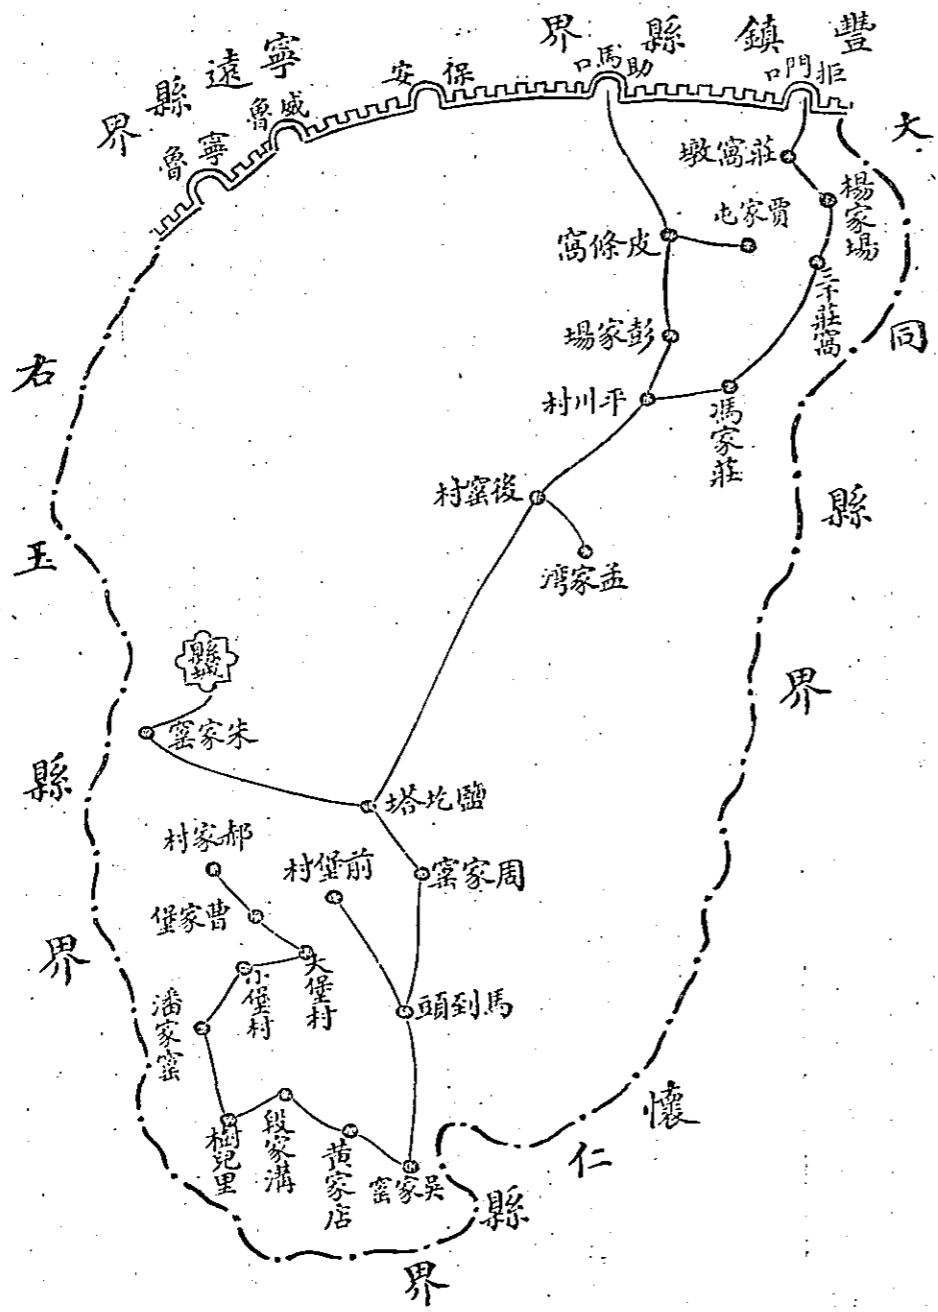 豐鎮縣界
寧遠縣界
大同縣界
懷仁縣界
右玉縣界
拒門口
助馬口
保安
威魯
寧魯
莊窩墩
楊家場
賈家屯
皮條窩
三十莊窩
彭家場
平川村
馮家莊
後窰村
孟家湾
縣城
朱家窰
鹽圪塔
郝家村
前堡村
周家窰
曹家堡
大堡村
小堡村
馬到頭
潘家窰
樹兒里
段家溝
黄家店
吳家窰